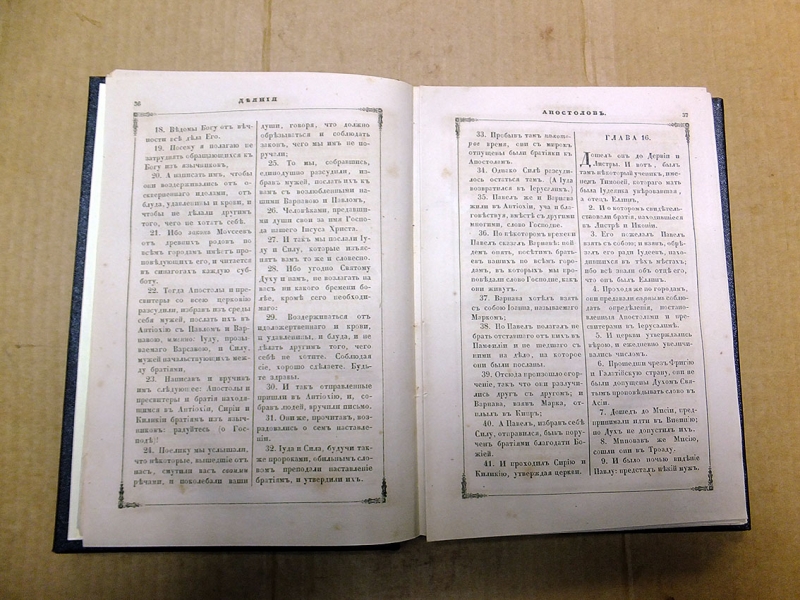 36
ДѢЯНІЯ
18. Вѣдомы Богу отъ вѣч-
ности всѣ дѣла Его.
19. Посему я полагаю не
затруднять обращающихся къ
Богу изъ язычниковъ,
20. А написать имъ, чтобы
они воздерживались отъ о-
скверненнаго идолами, отъ
блуда, удавленины и крови, и
чтобы не дѣлали другимъ
того, чего не хотятъ себѣ.
21. Ибо законъ Моѵсеевъ
отъ древнихъ родовъ по
всѣмъ городамъ имѣетъ про-
повѣдующихъ его, и читается
въ синагогахъ каждую суб-
боту.
22. Тогда Апостолы и пре-
свитеры со всею церковію
разсудили, избравъ изъ среды
себя мужей, послать ихъ въ
Антіохію съ Павломъ и Вар-
навою, именно: Іуду, прозы-
ваемаго Варсавою, и Силу,
мужей начальствующихъ меж-
ду братіями,
23. Написавъ и вручивъ
имъ слѣдующее: Апостолы и
пресвитеры и братія находя-
щимся въ Антіохіи, Сиріи и
Киликіи братіямъ изъ языч-
никовъ: радуйтесь [о Гос-
подѣ]!
24. Поелику мы услышали,
что нѣкоторые, вышедшіе отъ
насъ, смутили васъ своими
рѣчами, и поколебали ваши
души, говоря, что должно
обрѣзываться и соблюдать
законъ, чего мы имъ не по-
ручали;
25. То мы, собравшись,
единодушно разсудили, из-
бравъ мужей, послать ихъ къ
вамъ съ возлюбленными на-
шими Варнавою и Павломъ,
26. Человѣками, предавши-
ми души свои за имя Госпо-
да нашего Іисуса Христа.
27. И такъ мы послали Іу-
ду и Силу, которые изъяс-
нятъ вамъ то же и словесно.
28. Ибо угодно Святому
Духу и намъ, не возлагать на
васъ ни какого бремени бо-
лѣе, кромѣ сего необходи-
маго:
29. Воздерживаться отъ
идоложертвеннаго и крови,
и удавленины, и блуда, и не
дѣлать другимъ того, чего
себѣ не хотите. Соблюдая
сіе, хорошо сдѣлаете. Будь-
те здравы.
30. И такъ отправленные
пришли въ Антіохію, и, со-
бравъ людей, вручили письмо.
31. Они же, прочитавъ, воз-
радовались о семъ наставле-
ніи.
32. Іуда и Сила, будучи так-
же пророками, обильнымъ сло-
вомъ преподали наставленіе
братіямъ, и утвердили ихъ.
АПОСТОЛОВЪ.
37
33. Пробывъ тамъ нѣкото-
рое время, они съ миромъ
отпущены были братіями къ
Апостоламъ.
34. Однако Силѣ разсуди-
лось остаться тамъ. (А Іуда
возвратился въ Іерусалимъ.)
35. Павелъ же и Варнава
жили въ Антіохіи, уча и бла-
говѣствуя, вмѣстѣ съ другими
многими, слово Господне.
36. По нѣкоторомъ времени
Павелъ сказалъ Варнавѣ: пой-
демъ опять, посѣтимъ брать-
евъ нашихъ по всѣмъ горо-
дамъ, въ которыхъ мы про-
повѣдали слово Господне, какъ
они живутъ.
37. Варнава хотѣлъ взять
съ собою Іоанна, называемаго
Маркомъ;
38. Но Павелъ полагалъ не
брать отставшаго отъ нихъ въ
Памфиліи и не шедшаго съ
ними на дѣло, на которое
они были посланы.
39. Отсюда произошло огор-
ченіе, такъ что они разлучи-
лись другъ съ другомъ; и
Варнава, взявъ Марка, от-
плылъ въ Кипръ;
40. А Павелъ, избравъ себѣ
Силу, отправился, бывъ пору-
ченъ братіями благодати Бо-
жіей.
41. И проходилъ Сирію и
Киликію, утверждая церкви.
ГЛАВА 16.
Дошелъ онъ до Дервіи и
Листры. И вотъ, былъ
тамъ нѣкоторый ученикъ, име-
немъ Тимоѳей, котораго мать
была Іудеянка увѣровавшая,
а отецъ Еллинъ,
2. И о которомъ свидѣтель-
ствовали братія, находившіеся
въ Листрѣ и Иконіи.
3. Его пожелалъ Павелъ
взять съ собою; и взявъ, обрѣ-
залъ его ради Іудеевъ, нахо-
дившихся въ тѣхъ мѣстахъ;
ибо всѣ знали объ отцѣ его,
что онъ былъ Еллинъ.
4. Проходя же по городамъ,
они предавали вѣрнымъ соблю-
дать опредѣленія, постанов-
ленныя Апостолами и пре-
свитерами въ Іерусалимѣ.
5. И церкви утверждались
вѣрою, и ежедневно увеличи-
вались числомъ.
6. Прошедши чрезъ Фригію
и Галатійскую страну, они не
были допущены Духомъ Свя-
тымъ проповѣдывать слово въ
Асіи.
7. Дошедъ до Мисіи, пред-
принимали идти въ Виѳинію;
но Духъ не допустилъ ихъ.
8. Миновавъ же Мисію,
сошли они въ Троаду.
9. И было ночью видѣніе
Павлу: предсталъ нѣкій мужъ,